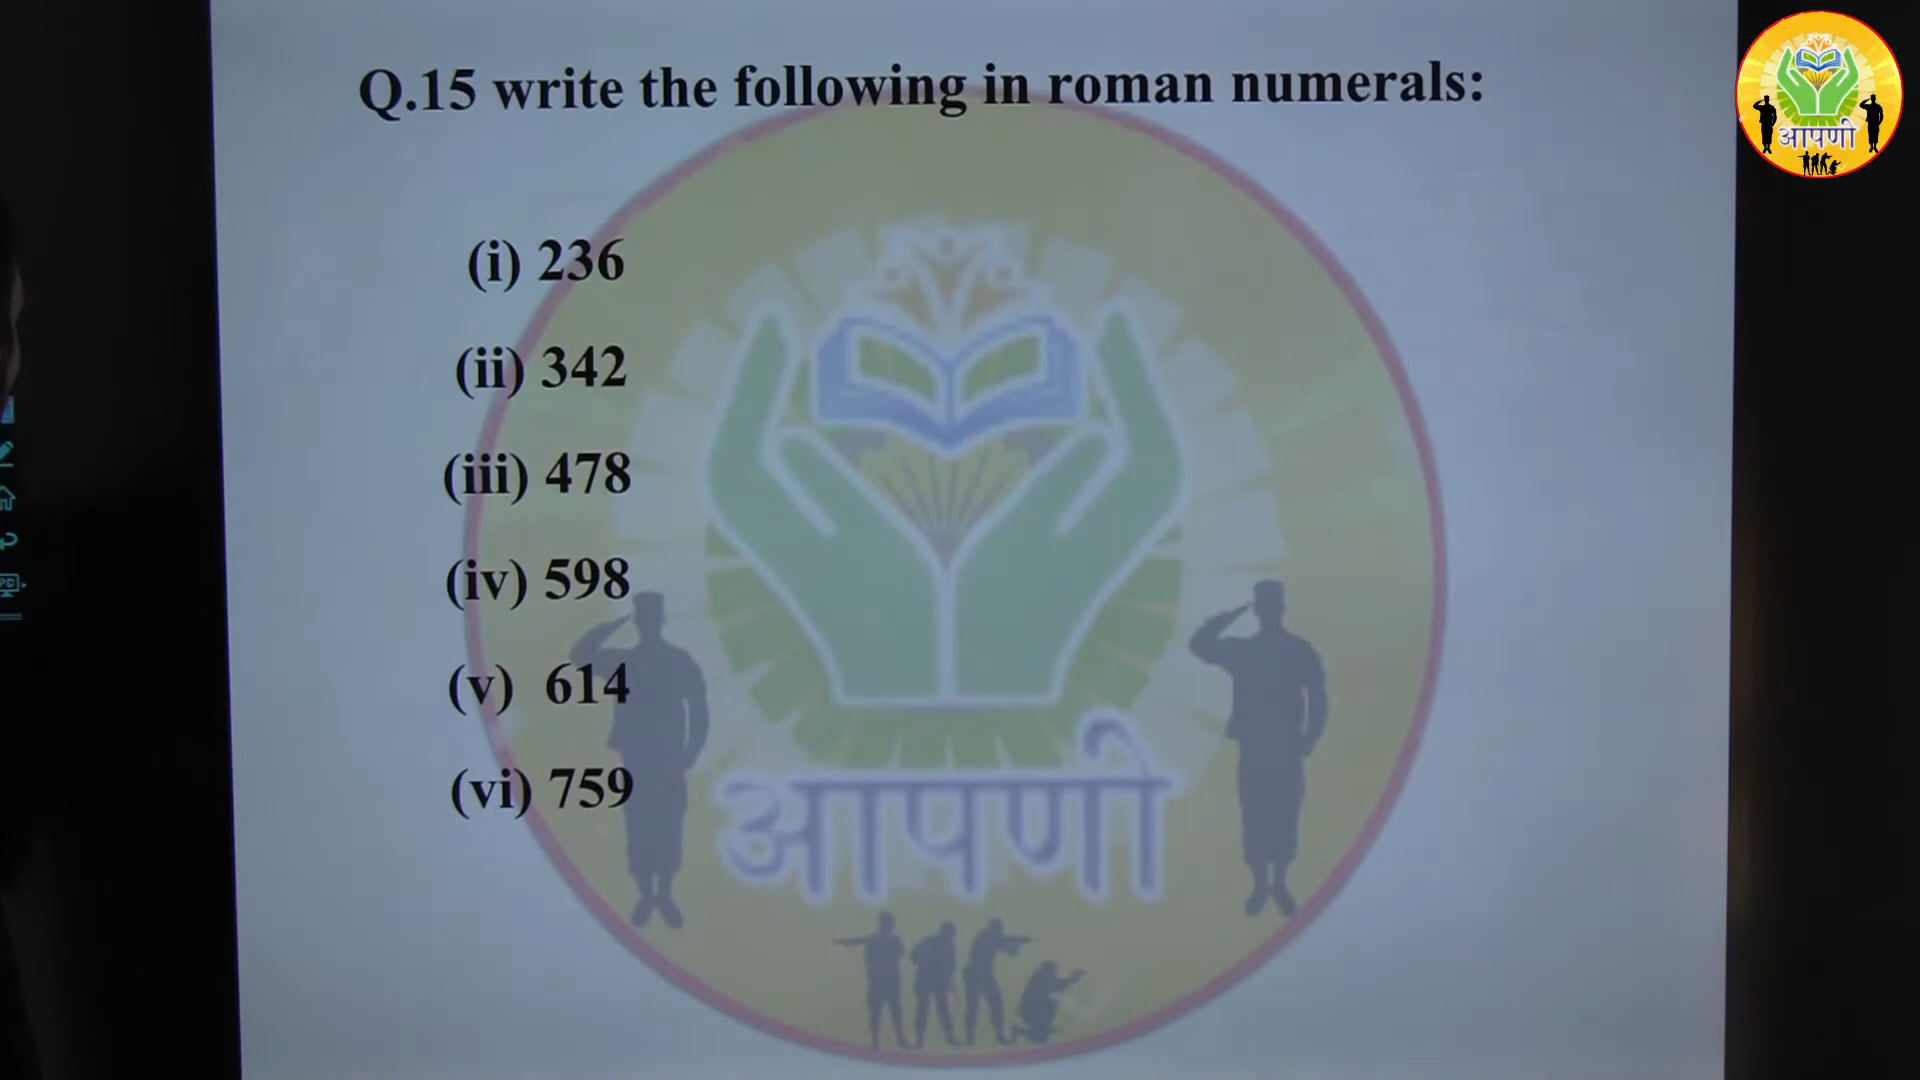 Q.15 write the following in roman numerals:
(i) 236
(ii) 342
(iii) 478
(iv) 598
(v) 614
(vi) 759
आपणी
आपणी
PC